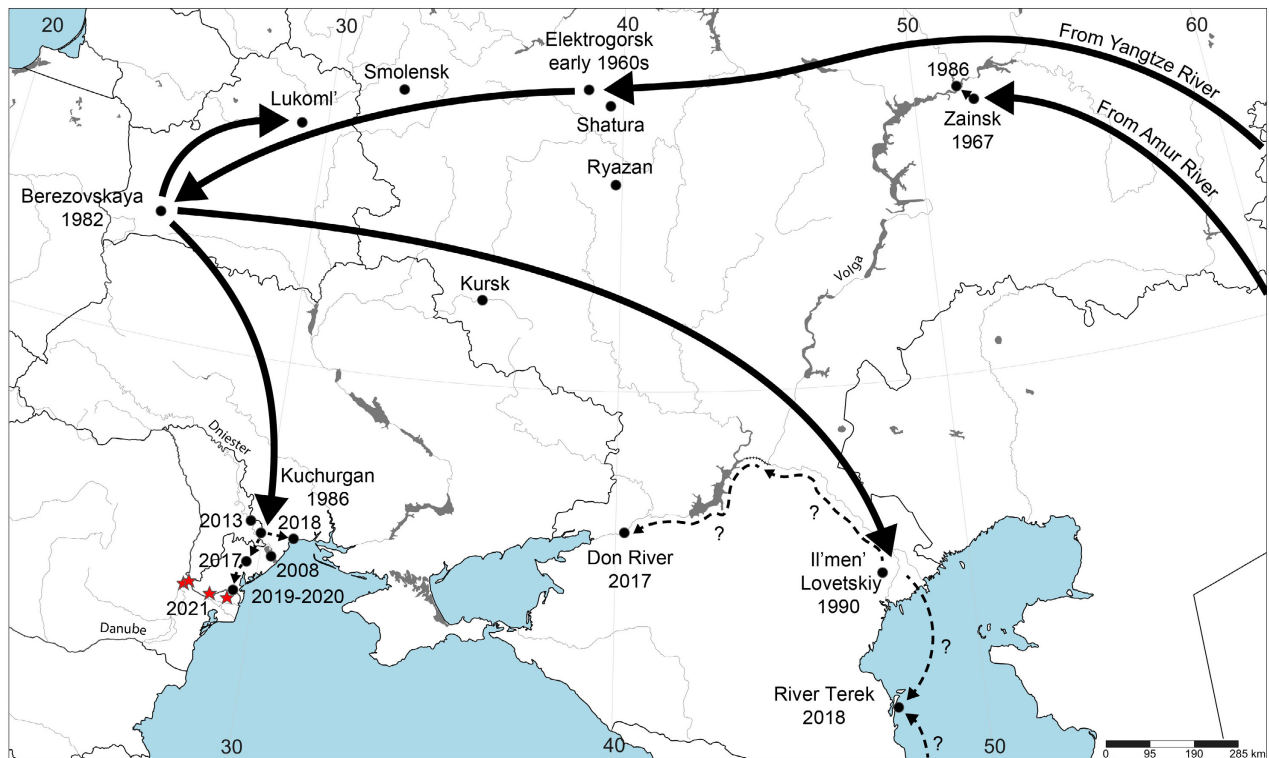 20
30
40
50
60
Elektrogorsk
early 1960s
From Yangtze River
Smolensk
1986
Lukoml’
Shatura
Zainsk
1967
From Amur River
Ryazan
Berezovskaya
1982
Volga
Kursk
Dniester
Kuchurgan
1986
2013
2018
?
?
2017
2008
Don River
2017
Il’men’
Lovetskiy
1990
2021
2019-2020
Danube
?
River Terek
2018
?
30
40
50
0 95 190 285 km